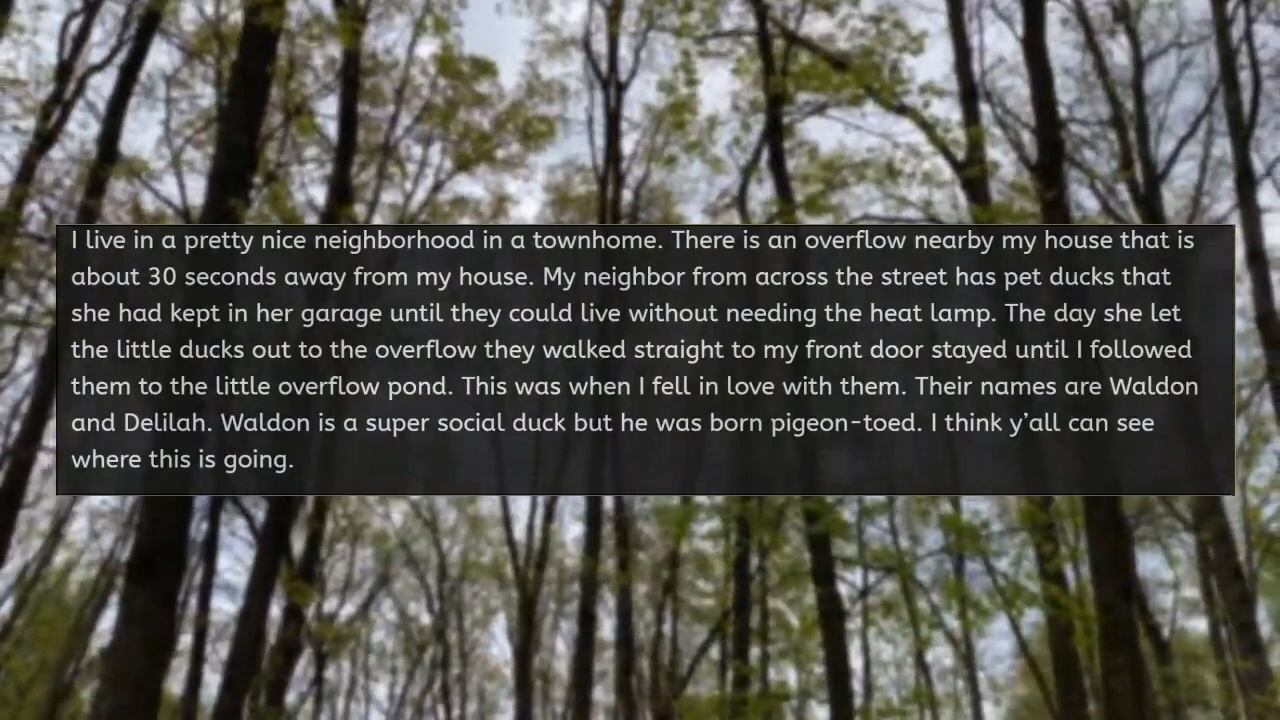 I live in a pretty nice neighborhood in a townhome. There is an overflow nearby my house that is
about 30 seconds away from my house. My neighbor from across the street has pet ducks that
she had kept in her garage until they could live without needing the heat lamp. The day she let
the little ducks out to the overflow they walked straight to my front door stayed until I followed
them to the little overflow pond. This was when I fell in love with them. Their names are Waldon
and Delilah. Waldon is a super social duck but he was born pigeon-toed. I think y’all can see
where this is going.